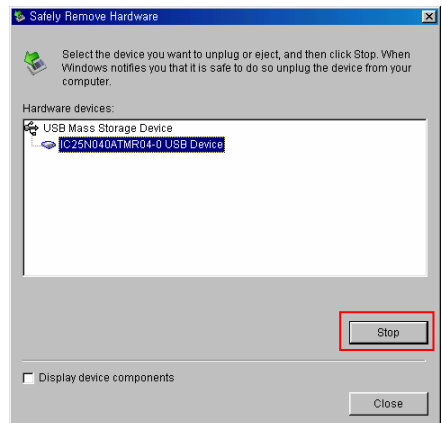 Safely Remove Hardware
Select the device you want to unplug or eject, and then click Stop. When
Windows notifies you that it is safe to do so unplug the device from your
computer.
Hardware devices:
USB Mass Storage Device
IC25N040ATMR04-0 USB Device
Stop
Display device components
Close